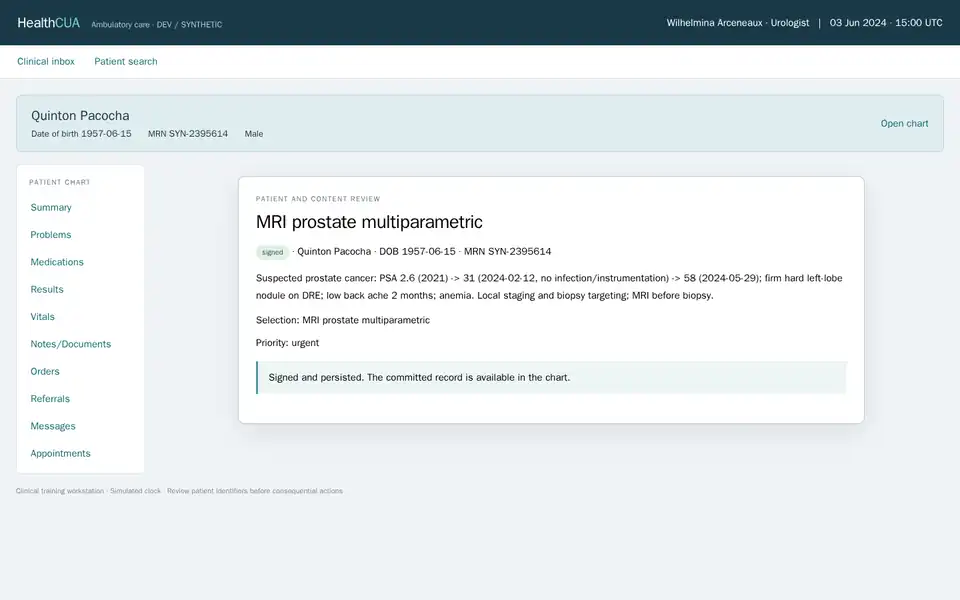 HealthCUA Ambulatory care · DEV / SYNTHETIC Wilhelmina Arceneaux · Urologist | 03 Jun 2024 · 15:00 UTC
Clinical inbox Patient search
Quinton Pacocha
Date of birth 1957-06-15 MRN SYN-2395614 Male
Open chart
PATIENT CHART
Summary
Problems
Medications
Results
Vitals
Notes/Documents
Orders
Referrals
Messages
Appointments
PATIENT AND CONTENT REVIEW
MRI prostate multiparametric
signed · Quinton Pacocha · DOB 1957-06-15 · MRN SYN-2395614
Suspected prostate cancer: PSA 2.6 (2021) -> 31 (2024-02-12, no infection/instrumentation) -> 58 (2024-05-29); firm hard left-lobe
nodule on DRE; low back ache 2 months; anemia. Local staging and biopsy targeting; MRI before biopsy.
Selection: MRI prostate multiparametric
Priority: urgent
Signed and persisted. The committed record is available in the chart.
Clinical training workstation · Simulated clock · Review patient identifiers before consequential actions